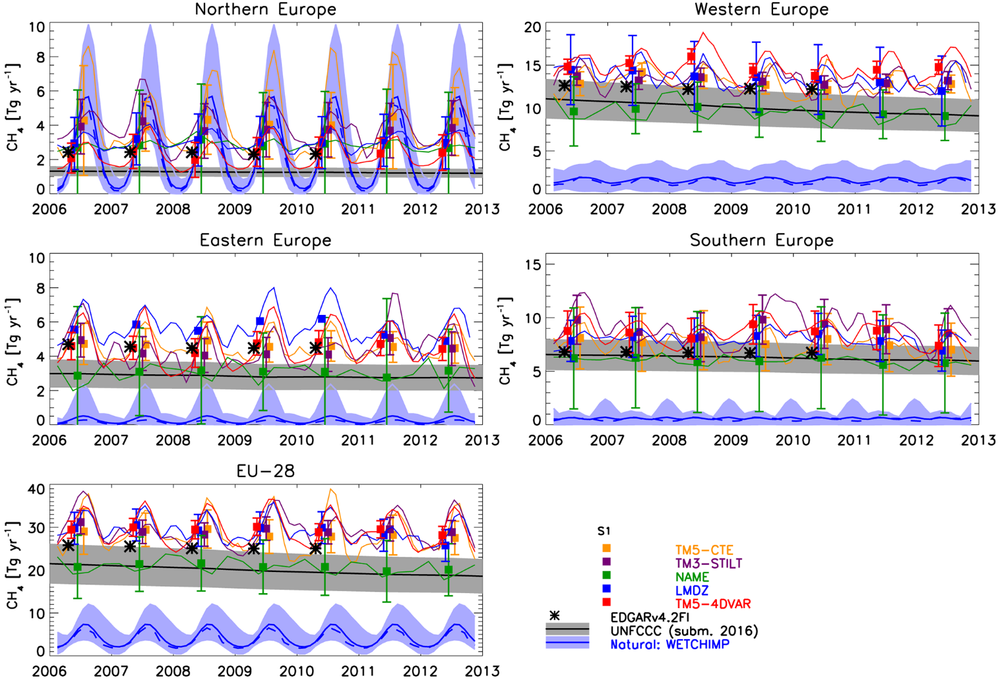 Northern Europe
CH4 [Tg yr-1]
10
8
6
4
2
0
2006 2007 2008 2009 2010 2011 2012 2013
Western Europe
CH4 [Tg yr-1]
20
15
10
5
0
2006 2007 2008 2009 2010 2011 2012 2013
Eastern Europe
CH4 [Tg yr-1]
10
8
6
4
2
0
2006 2007 2008 2009 2010 2011 2012 2013
Southern Europe
CH4 [Tg yr-1]
15
10
5
0
2006 2007 2008 2009 2010 2011 2012 2013
EU-28
CH4 [Tg yr-1]
40
30
20
10
0
2006 2007 2008 2009 2010 2011 2012 2013
S1
TM5-CTE
TM3-STILT
NAME
LMDZ
TM5-4DVAR
EDGARv4.2FI
UNFCCC (subm. 2016)
Natural: WETCHIMP